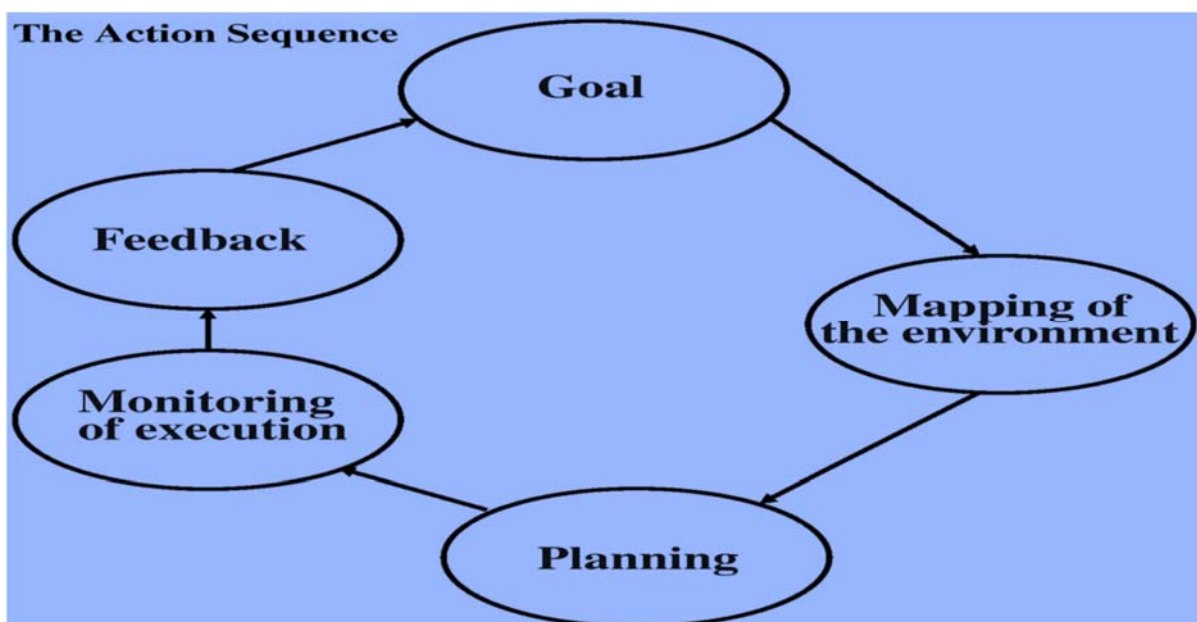 The Action Sequence
Goal
Mapping of
the environment
Planning
Monitoring
of execution
Feedback